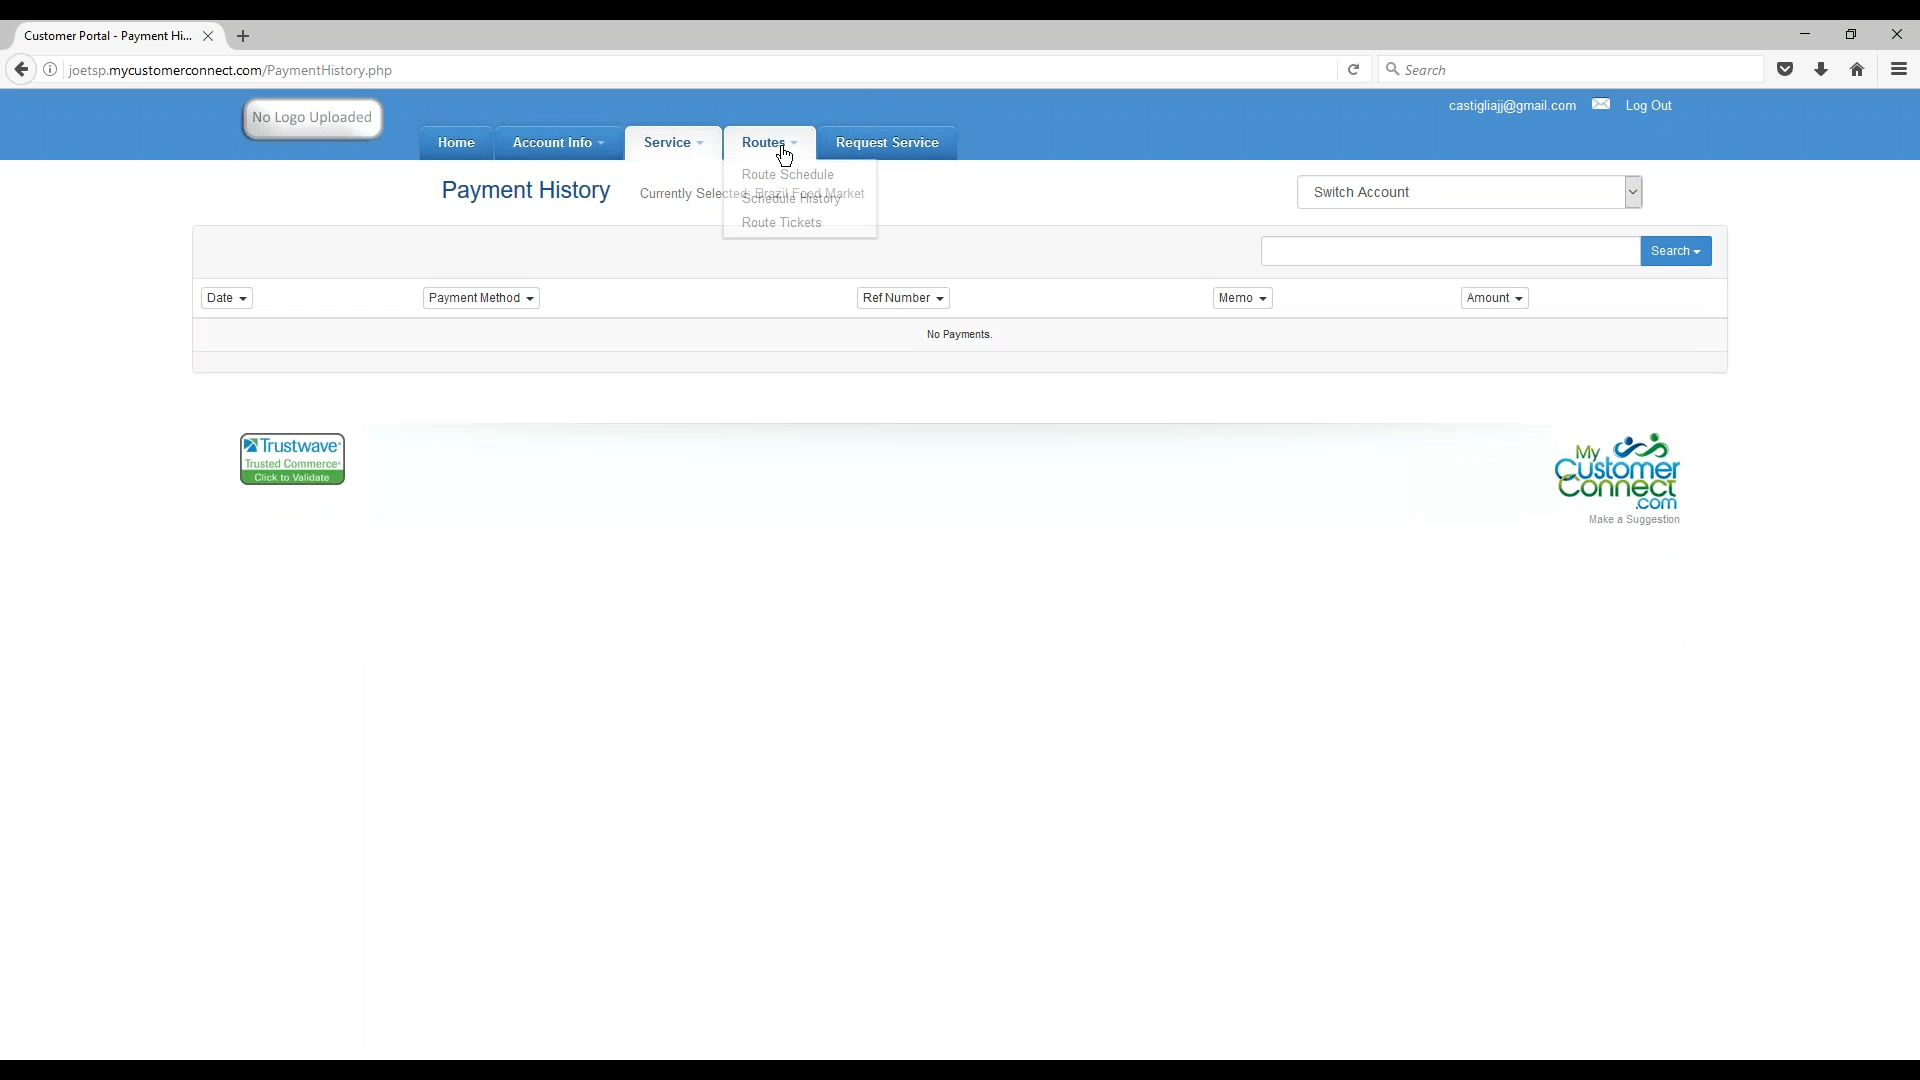 Customer Portal - Payment Hi...
joetsp.mycustomerconnect.com/PaymentHistory.php
Search
No Logo Uploaded
castigliajj@gmail.com Log Out
Home Account Info Service Routes Request Service
Route Schedule
Schedule History
Route Tickets
Payment History Currently Selected: Brazil Food Market
Switch Account
Search
Date Payment Method Ref Number Memo Amount
No Payments.
Trustwave
Trusted Commerce
Click to Validate
My
Customer
Connect
.com
Make a Suggestion